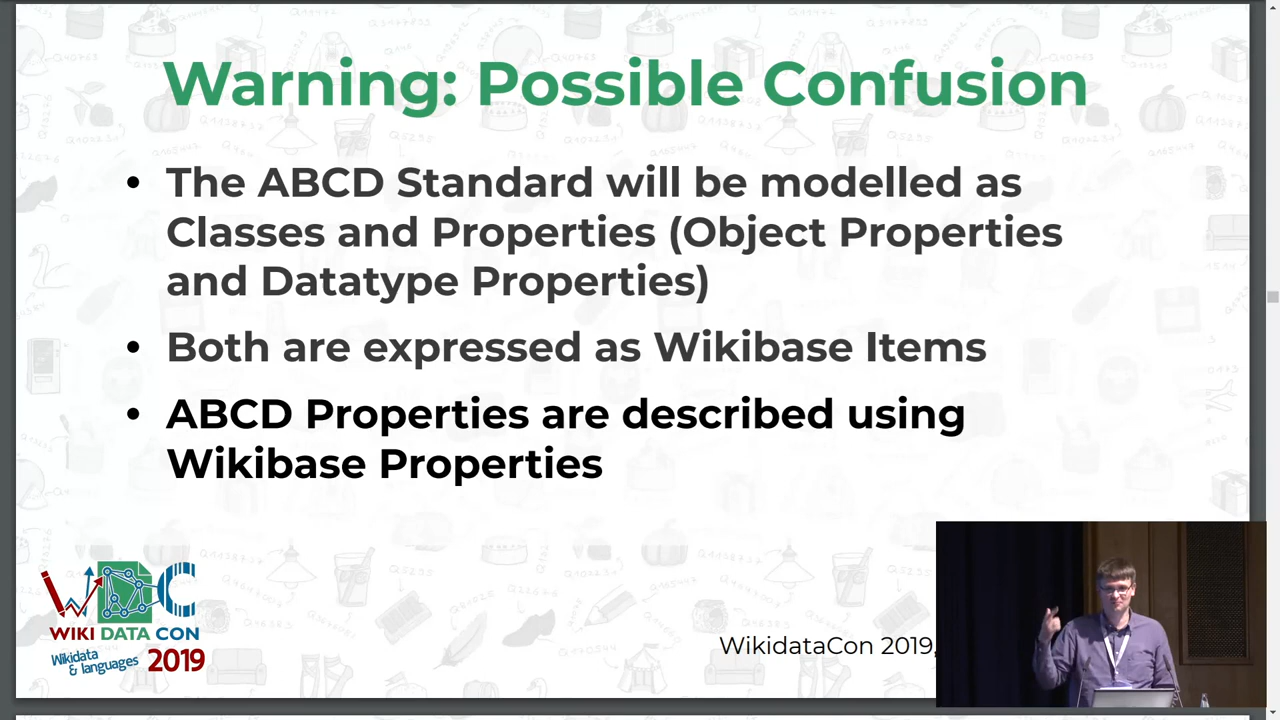 Warning: Possible Confusion
• The ABCD Standard will be modelled as
Classes and Properties (Object Properties
and Datatype Properties)
• Both are expressed as Wikibase Items
• ABCD Properties are described using
Wikibase Properties
WDC
WIKI DATA CON
Wikidata
& languages 2019
WikidataCon 2019,